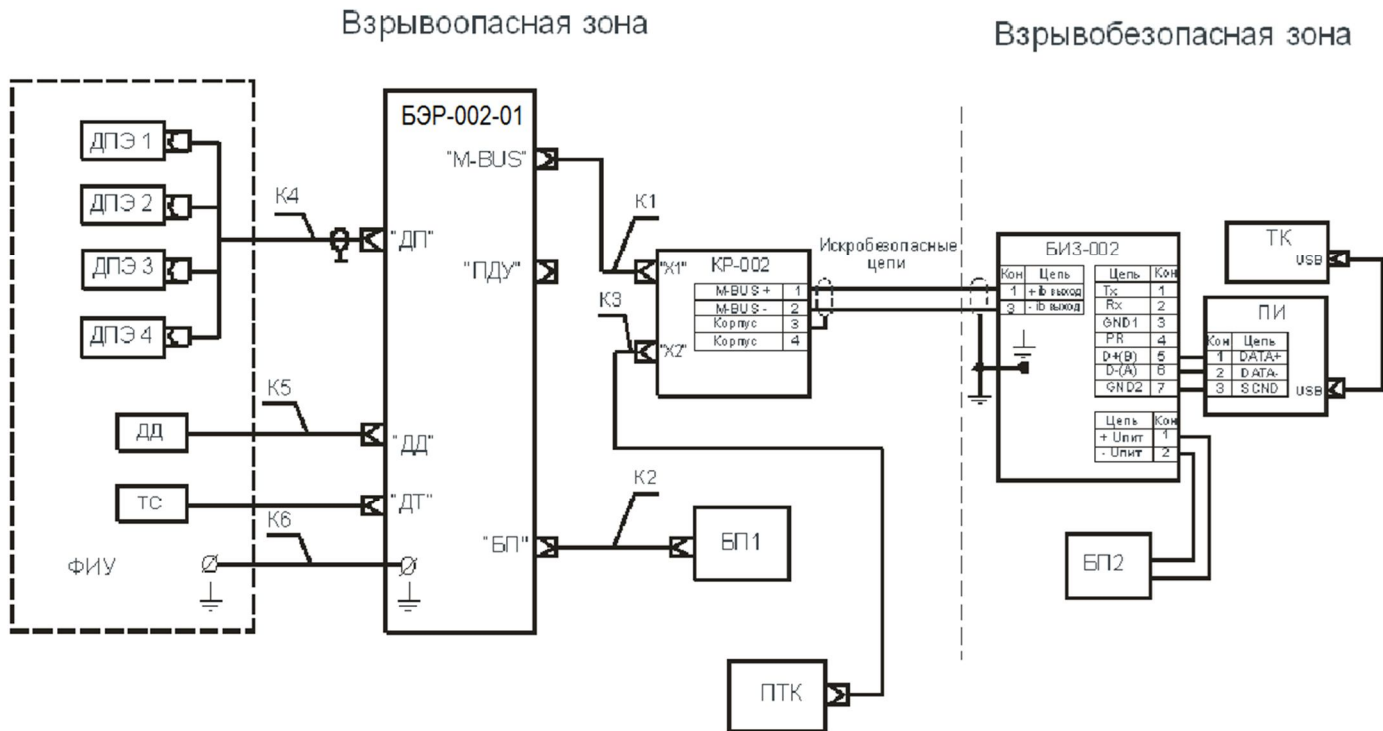 Взрывоопасная зона
Взрывобезопасная зона
ДПЭ 1
ДПЭ 2
ДПЭ 3
ДПЭ 4
ДД
ТС
ФИУ
К4
К5
К6
БЭР-002-01
"M-BUS"
"ДП"
"ПДУ"
"ДД"
"ДТ"
"БП"
К1
К3
К2
КР-002
"X1"
"X2"
M-BUS + 1
M-BUS - 2
Корпус 3
Корпус 4
Искробезопасные
цепи
БП1
ПТК
БИЗ-002
Кон Цепь
1 + ib выход
3 - ib выход
Цепь Кон
Tx 1
Rx 2
GND1 3
PR 4
D+(B) 5
D-(A) 6
GND2 7
Цепь Кон
+ Uпит 1
- Uпит 2
БП2
ТК
USB
ПИ
Кон Цепь
1 DATA+
2 DATA-
3 SCND
USB